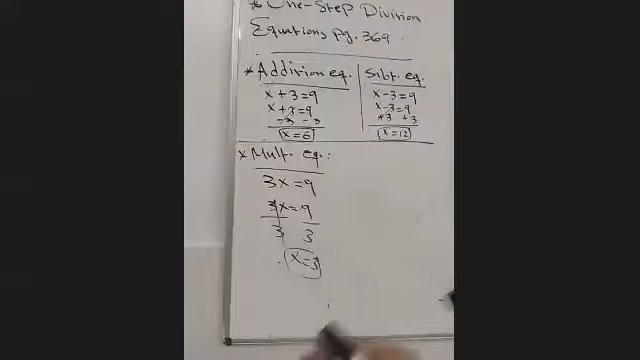 * One-Step Division
Equations pg. 369.
* Addition eq.
x + 3 = 9
x + 3 = 9
-3 -3
x = 6
Subt. eq.
x - 3 = 9
x - 3 = 9
+3 +3
x = 12
* Mult. eq.:
3x = 9
3x = 9
3 3
x = 3